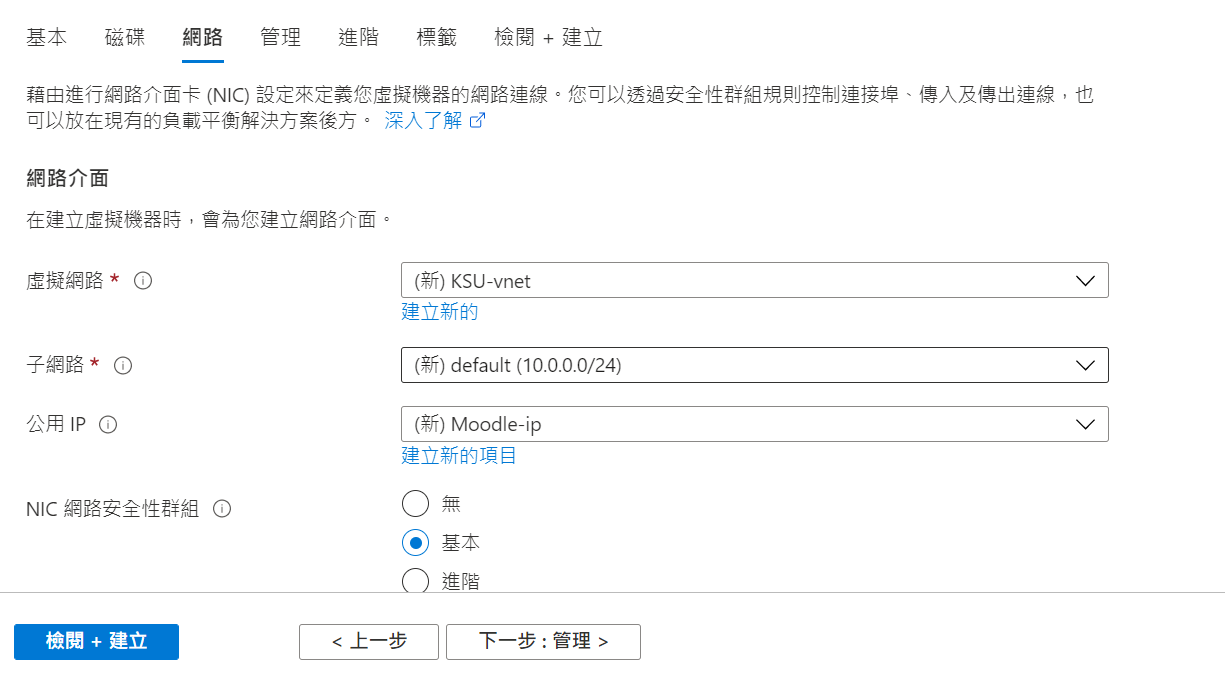 基本 磁碟 網路 管理 進階 標籤 檢閱 + 建立
藉由進行網路介面卡 (NIC) 設定來定義您虛擬機器的網路連線。您可以透過安全性群組規則控制連接埠、傳入及傳出連線，也
可以放在現有的負載平衡解決方案後方。 深入了解
網路介面
在建立虛擬機器時，會為您建立網路介面。
虛擬網路 * (新) KSU-vnet
建立新的
子網路 * (新) default (10.0.0.0/24)
公用 IP (新) Moodle-ip
建立新的項目
NIC 網路安全性群組 無
基本
進階
檢閱 + 建立 < 上一步 下一步 : 管理 >